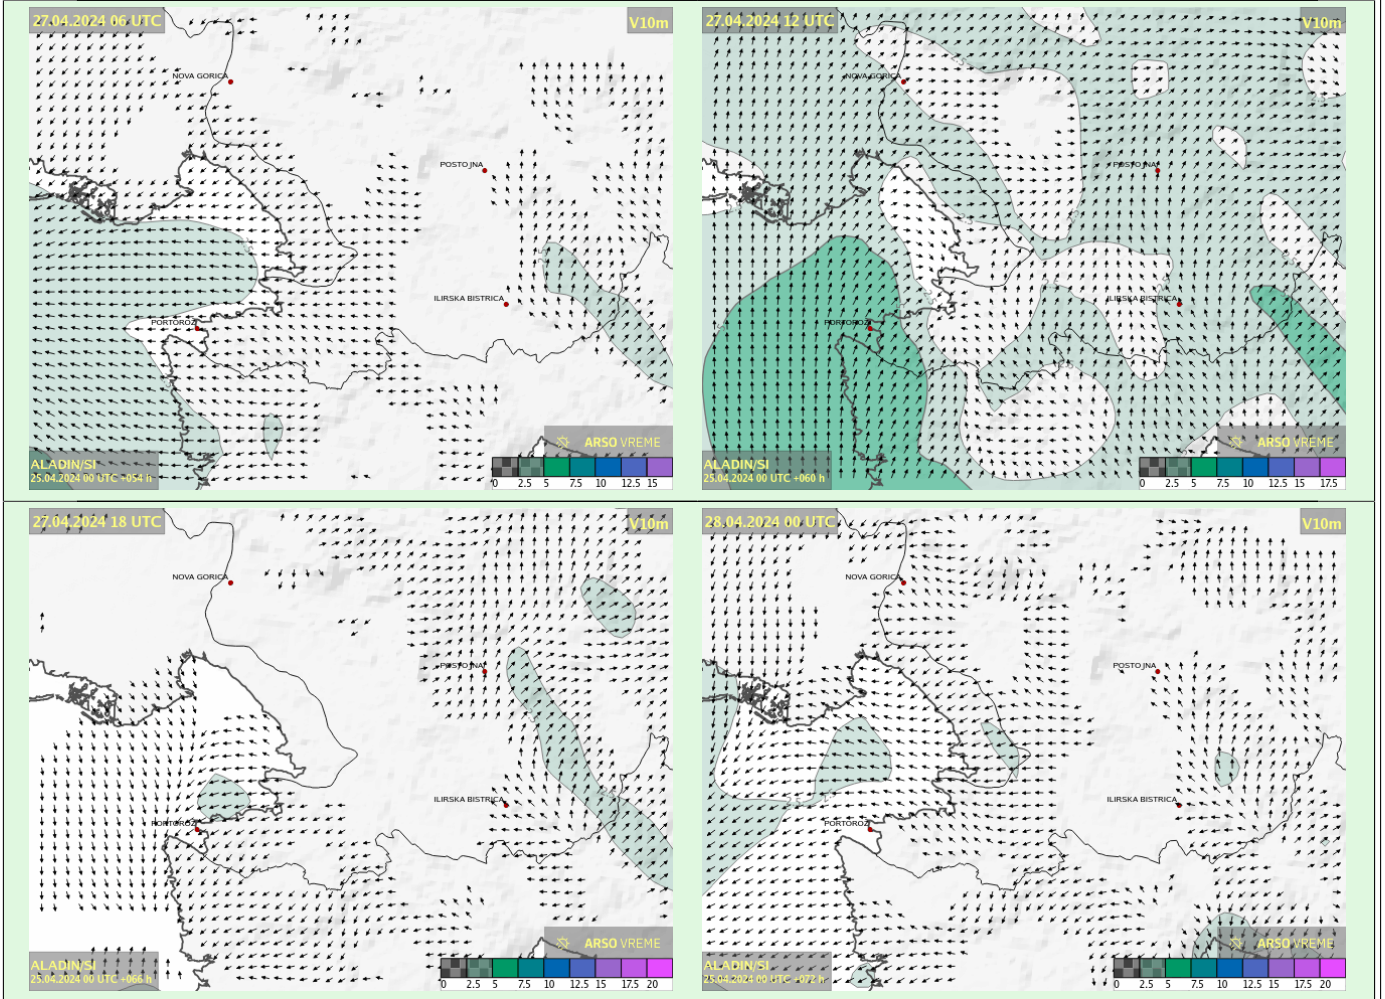 27.04.2024 06 UTC
V10m
NOVA GORICA
POSTOJNA
ILIRSKA BISTRICA
PORTOROZ
ARSO VREME
ALADIN/SI
25.04.2024 00 UTC +054 h
0 2.5 5 7.5 10 12.5 15
27.04.2024 12 UTC
V10m
NOVA GORICA
POSTOJNA
ILIRSKA BISTRICA
PORTOROZ
ARSO VREME
ALADIN/SI
25.04.2024 00 UTC +060 h
0 2.5 5 7.5 10 12.5 15 17.5
27.04.2024 18 UTC
V10m
NOVA GORICA
POSTOJNA
ILIRSKA BISTRICA
PORTOROZ
ARSO VREME
ALADIN/SI
25.04.2024 00 UTC +066 h
0 2.5 5 7.5 10 12.5 15 17.5 20
28.04.2024 00 UTC
V10m
NOVA GORICA
POSTOJNA
ILIRSKA BISTRICA
PORTOROZ
ARSO VREME
ALADIN/SI
25.04.2024 00 UTC +072 h
0 2.5 5 7.5 10 12.5 15 17.5 20